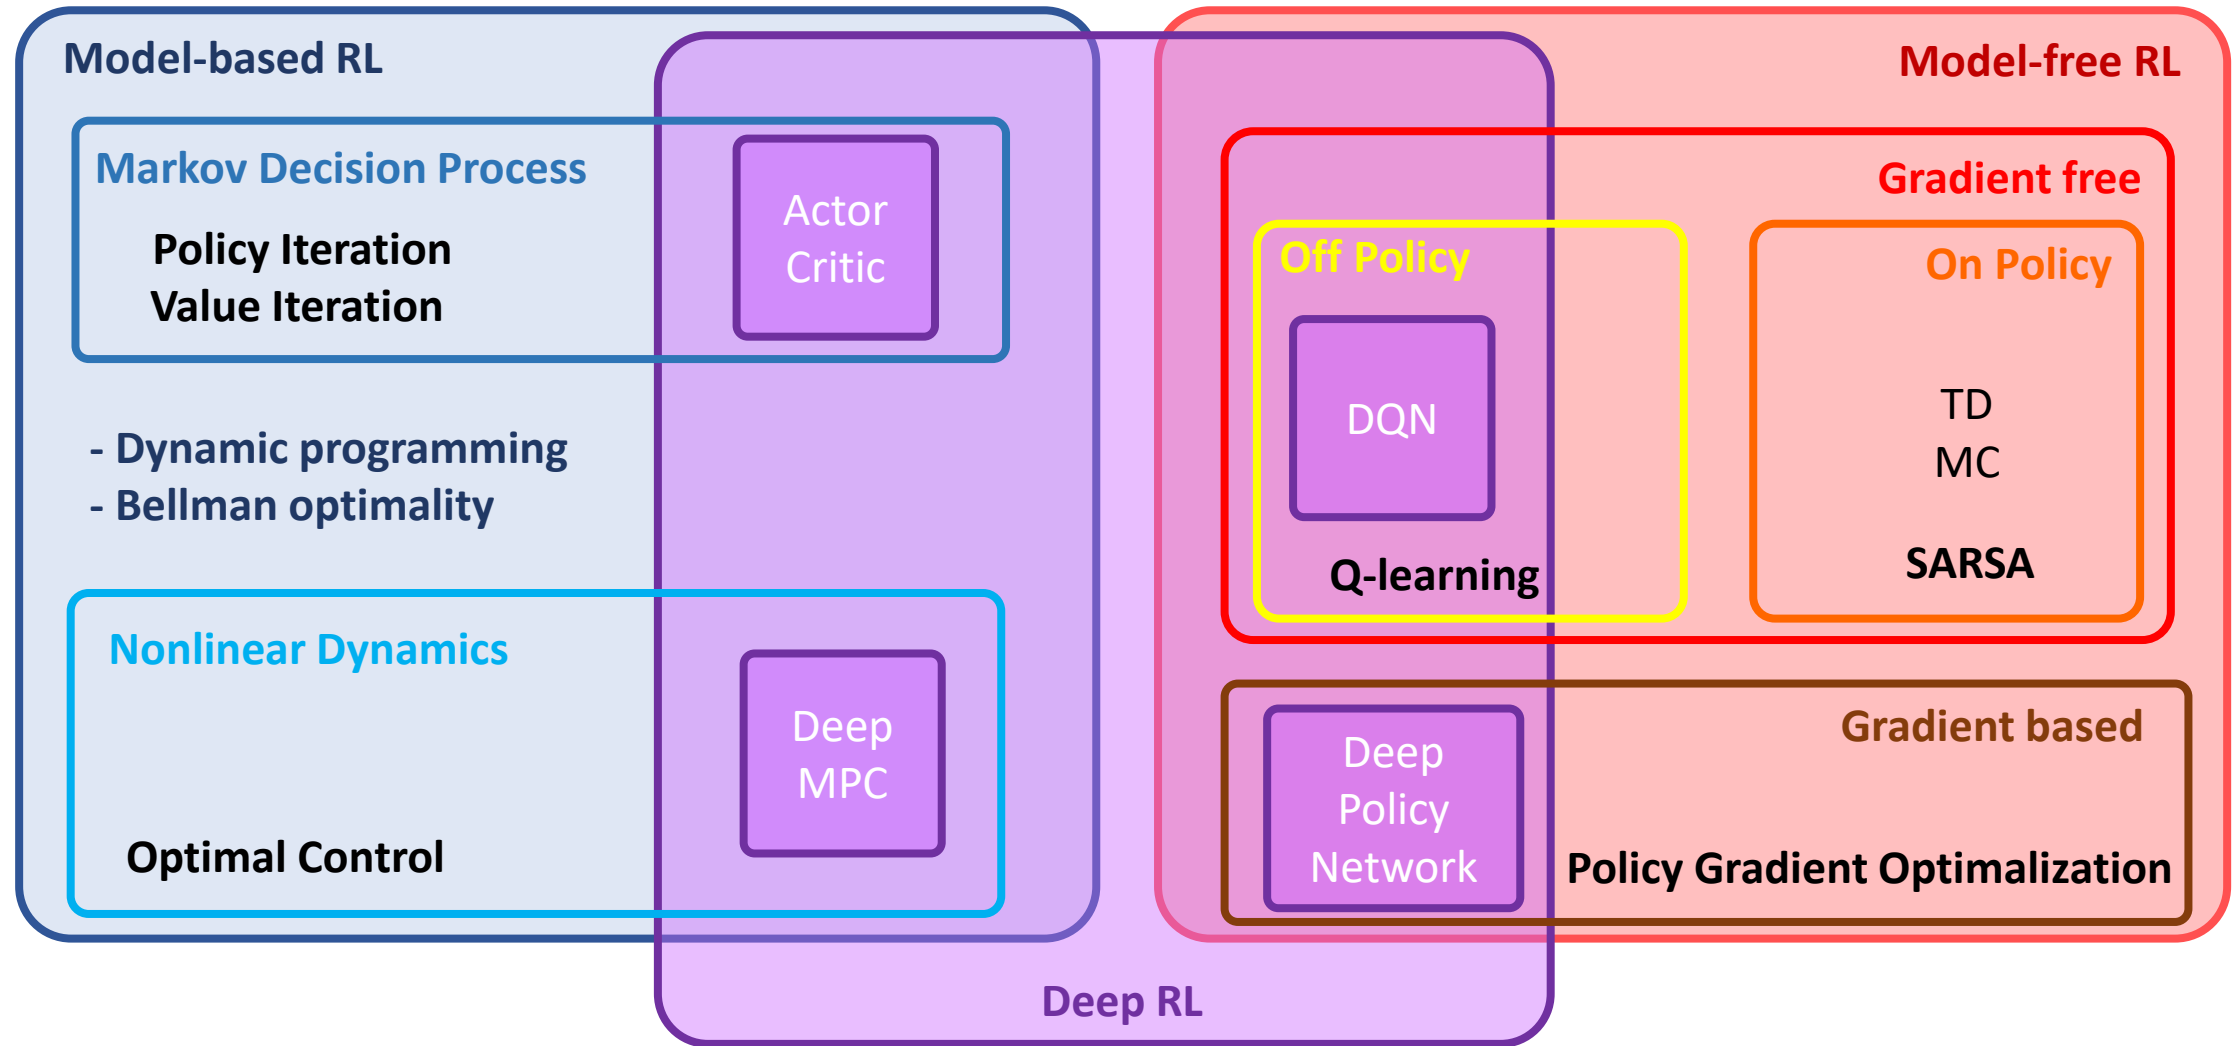 Model-based RL
Markov Decision Process
Policy Iteration
Value Iteration
Actor
Critic
- Dynamic programming
- Bellman optimality
Nonlinear Dynamics
Optimal Control
Deep
MPC
Deep RL
Model-free RL
Gradient free
Off Policy
DQN
Q-learning
On Policy
TD
MC
SARSA
Gradient based
Deep
Policy
Network
Policy Gradient Optimalization